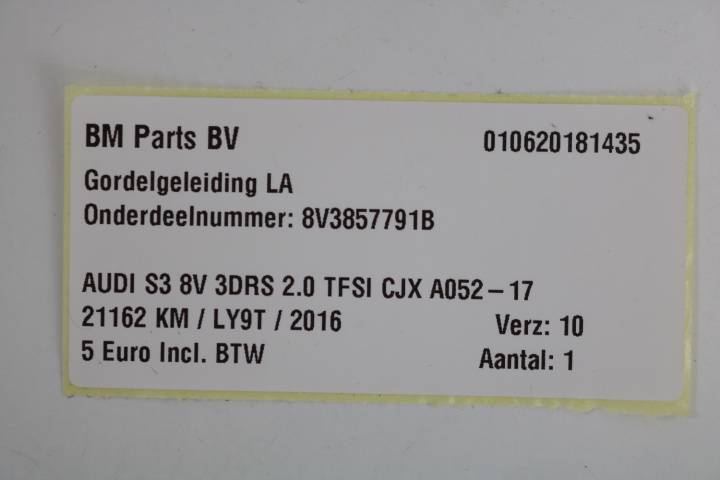 BM Parts BV 010620181435
Gordelgeleiding LA
Onderdeelnummer: 8V3857791B
AUDI S3 8V 3DRS 2.0 TFSI CJX A052-17
21162 KM / LY9T / 2016 Verz: 10
5 Euro Incl. BTW Aantal: 1